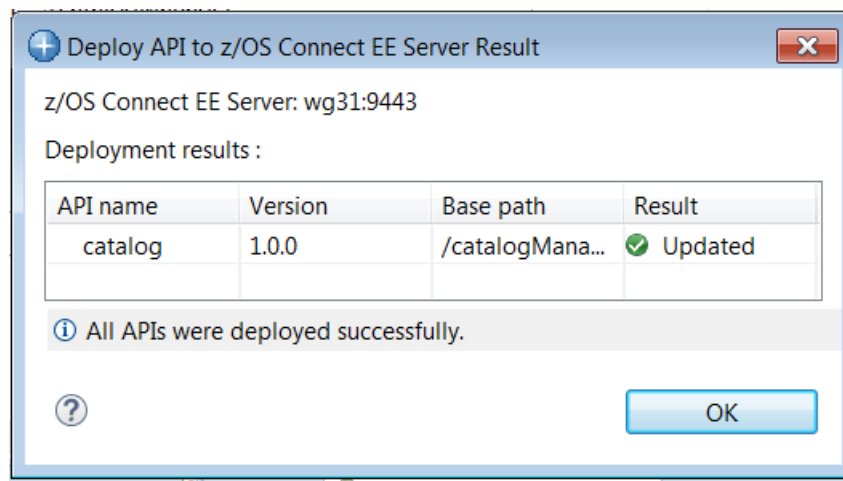 Deploy API to z/OS Connect EE Server Result
z/OS Connect EE Server: wg31:9443
Deployment results :
API name Version Base path Result
catalog 1.0.0 /catalogMana... Updated
All APIs were deployed successfully.
OK